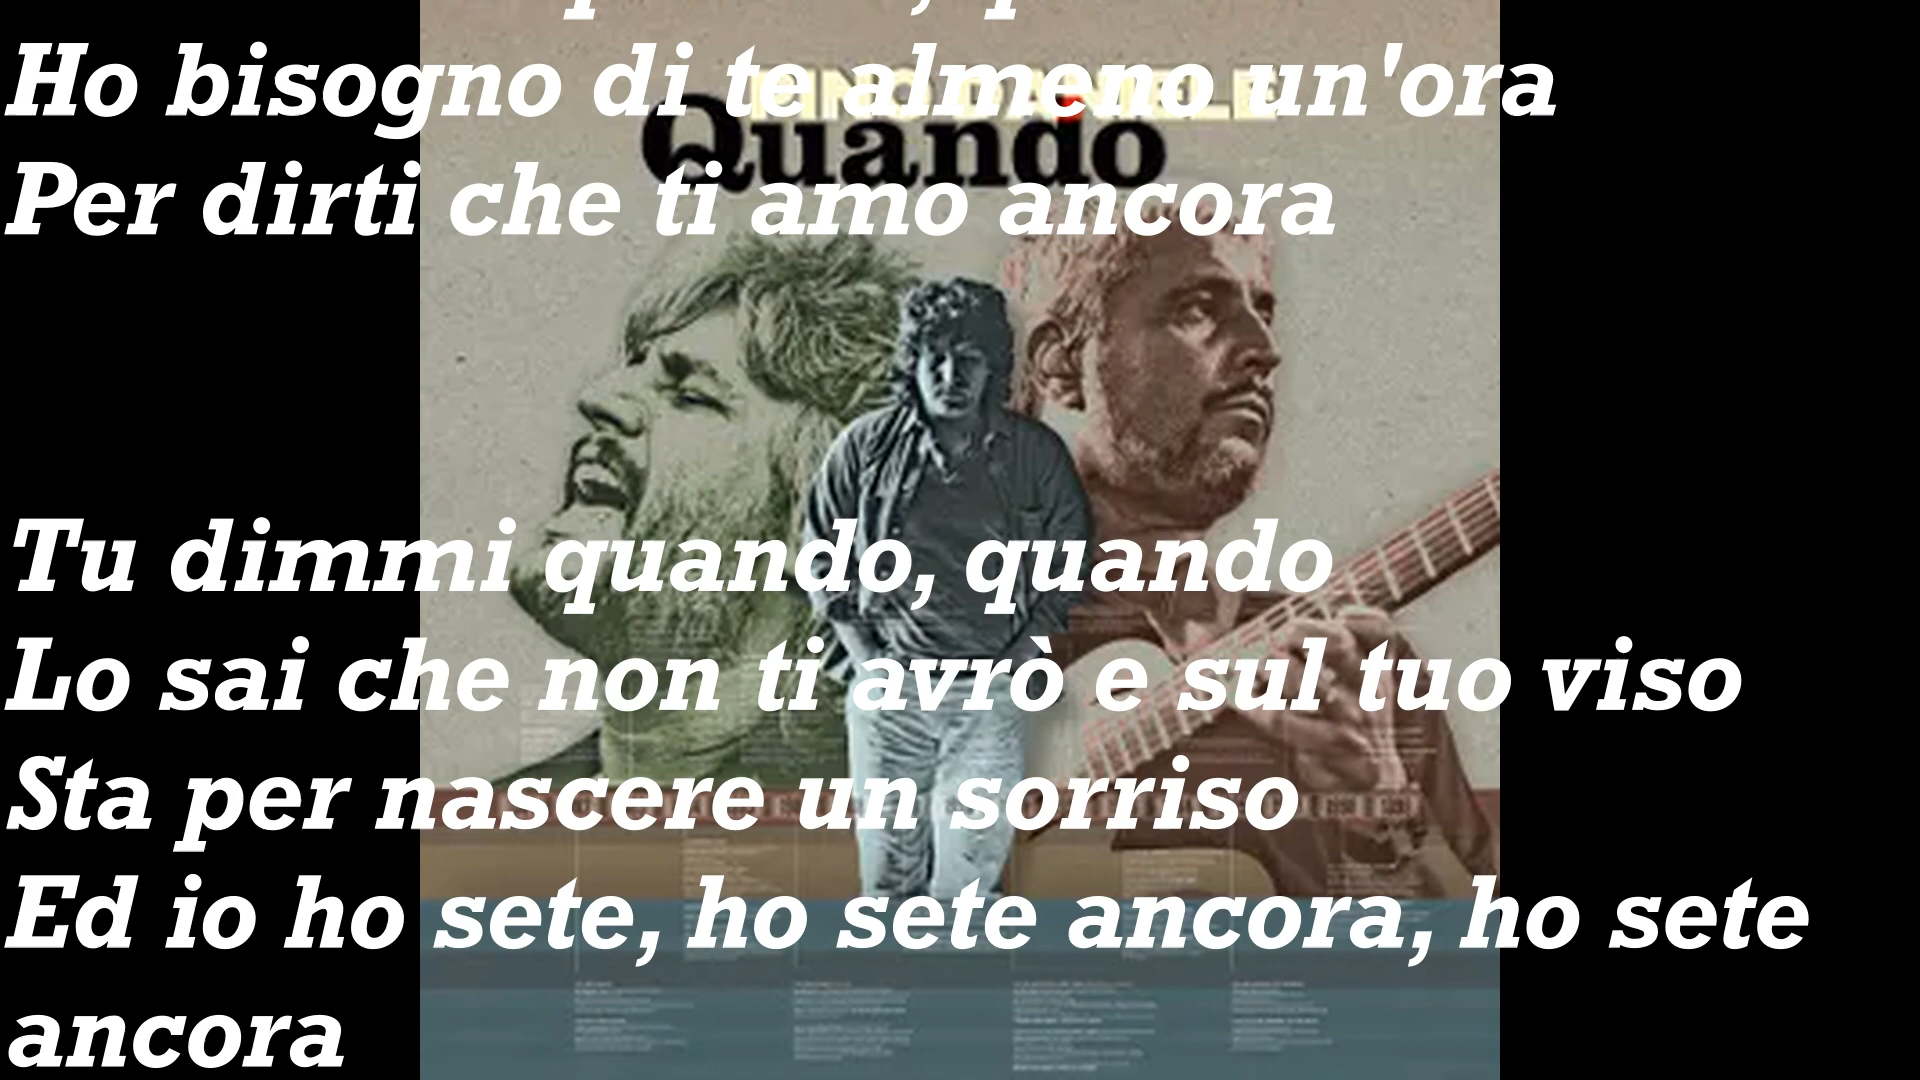 Ho bisogno di te almeno un'ora
PINO DANIELE
Quando
Per dirti che ti amo ancora
Tu dimmi quando, quando
Lo sai che non ti avrò e sul tuo viso
Sta per nascere un sorriso
Ed io ho sete, ho sete ancora, ho sete
ancora